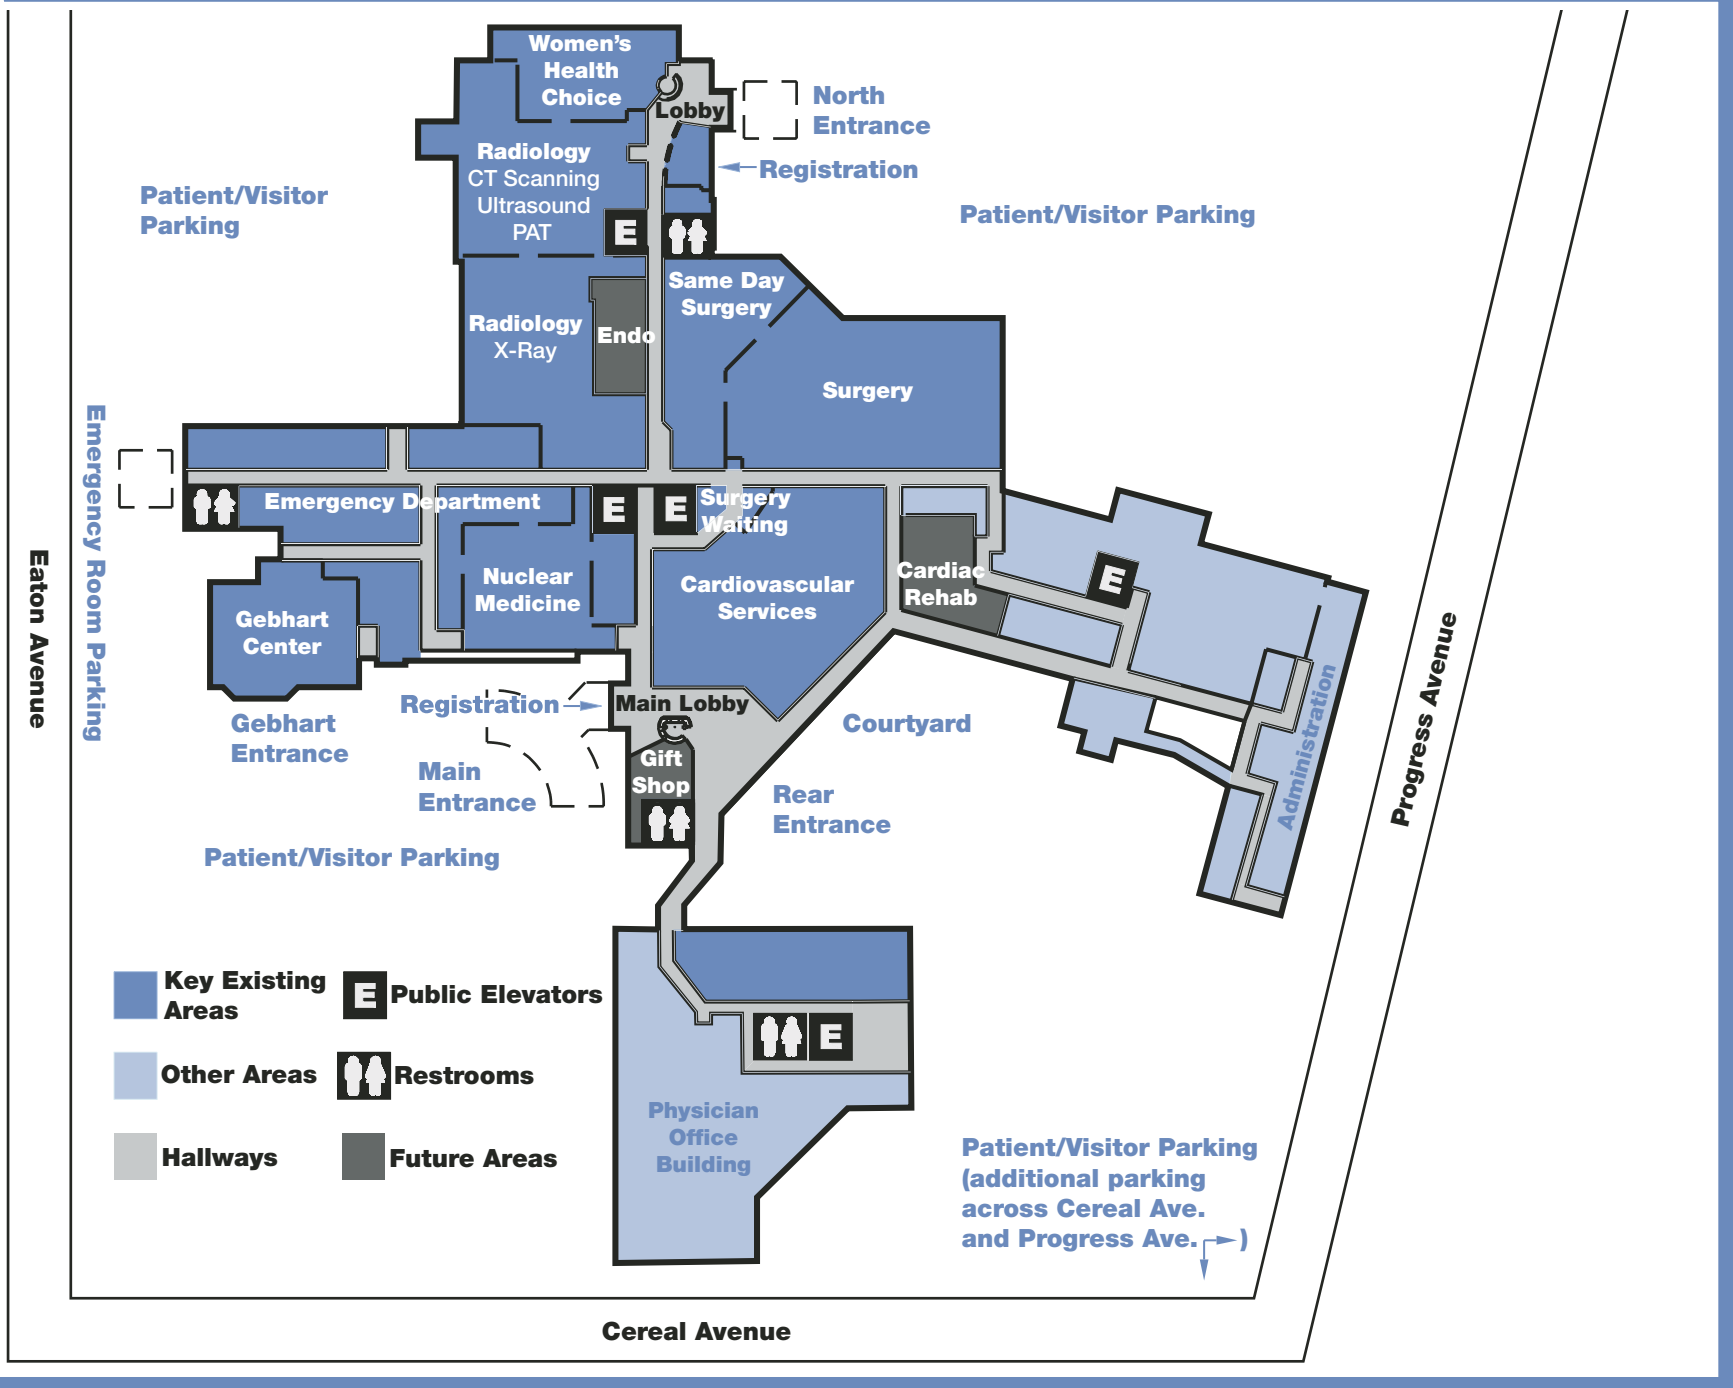 Women's
Health
Choice
Lobby
North
Entrance
Radiology
CT Scanning
Ultrasound
PAT
Registration
Patient/Visitor
Parking
Patient/Visitor Parking
E
Same Day
Surgery
Radiology
X-Ray
Endo
Surgery
Emergency Room Parking
Emergency Department
E
E
Surgery
Waiting
Eaton Avenue
Nuclear
Medicine
Cardiovascular
Services
Cardiac
Rehab
E
Gebhart
Center
Progress Avenue
Administration
Registration
Main Lobby
Gebhart
Entrance
Courtyard
Main
Entrance
Gift
Shop
Rear
Entrance
Patient/Visitor Parking
Key Existing
Areas
E
Public Elevators
Other Areas
Restrooms
Hallways
Future Areas
E
Physician
Office
Building
Patient/Visitor Parking
(additional parking
across Cereal Ave.
and Progress Ave. )
Cereal Avenue